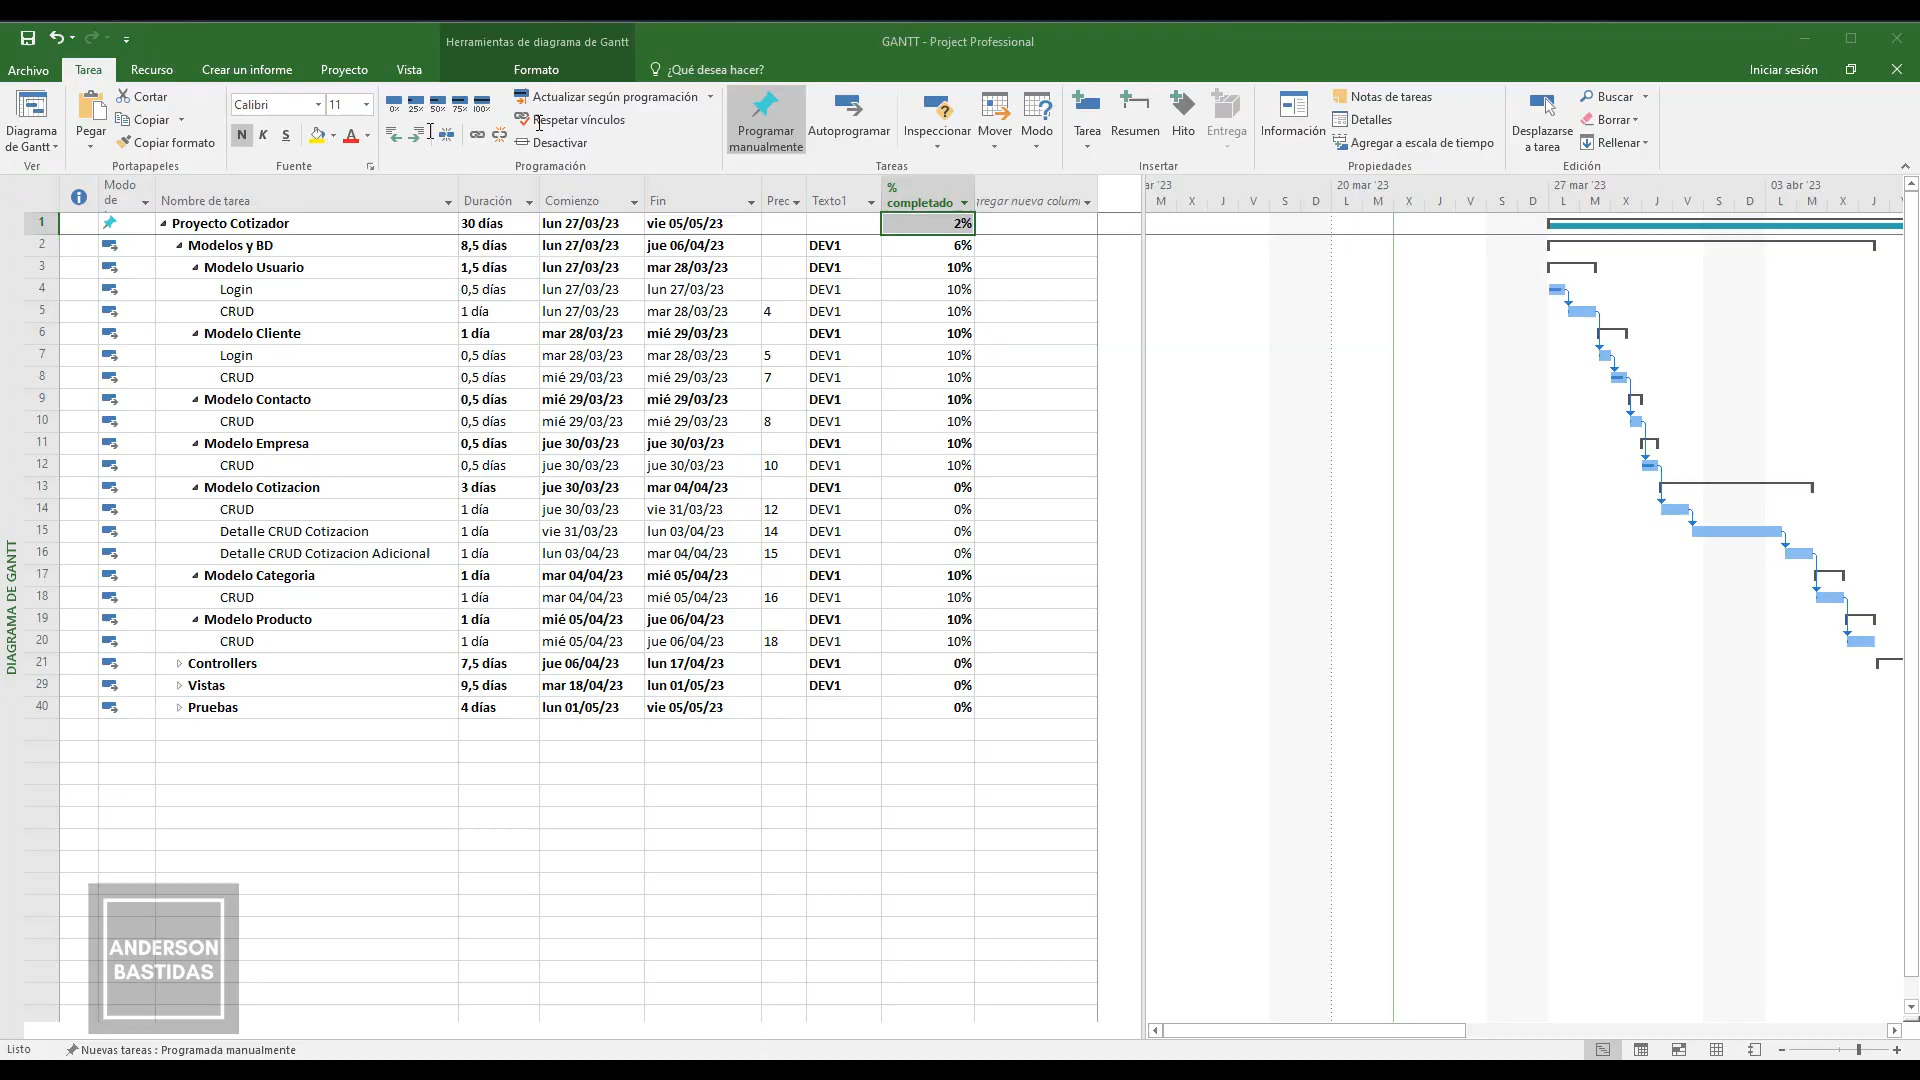 Herramientas de diagrama de Gantt
GANTT - Project Professional
Archivo Tarea Recurso Crear un informe Proyecto Vista Formato ¿Qué desea hacer? Iniciar sesión
Diagrama de Gantt
Ver
Pegar
Cortar
Copiar
Copiar formato
Portapapeles
Calibri 11
N K S A
Fuente
0% 25% 50% 75% 100%
Actualizar según programación
Respetar vínculos
Desactivar
Programación
Programar manualmente
Autoprogramar
Inspeccionar Mover Modo
Tareas
Tarea Resumen Hito Entrega
Insertar
Información
Notas de tareas
Detalles
Agregar a escala de tiempo
Propiedades
Desplazarse a tarea
Buscar
Borrar
Rellenar
Edición
Modo de Nombre de tarea Duración Comienzo Fin Prec Texto1 % completado regar nueva colum
ar '23 20 mar '23 27 mar '23 03 abr '23
M X J V S D L M X J V S D L M X J V S D L M X J
1 Proyecto Cotizador 30 días lun 27/03/23 vie 05/05/23 2%
2 Modelos y BD 8,5 días lun 27/03/23 jue 06/04/23 DEV1 6%
3 Modelo Usuario 1,5 días lun 27/03/23 mar 28/03/23 DEV1 10%
4 Login 0,5 días lun 27/03/23 lun 27/03/23 DEV1 10%
5 CRUD 1 día lun 27/03/23 mar 28/03/23 4 DEV1 10%
6 Modelo Cliente 1 día mar 28/03/23 mié 29/03/23 DEV1 10%
7 Login 0,5 días mar 28/03/23 mar 28/03/23 5 DEV1 10%
8 CRUD 0,5 días mié 29/03/23 mié 29/03/23 7 DEV1 10%
9 Modelo Contacto 0,5 días mié 29/03/23 mié 29/03/23 DEV1 10%
10 CRUD 0,5 días mié 29/03/23 mié 29/03/23 8 DEV1 10%
11 Modelo Empresa 0,5 días jue 30/03/23 jue 30/03/23 DEV1 10%
12 CRUD 0,5 días jue 30/03/23 jue 30/03/23 10 DEV1 10%
13 Modelo Cotizacion 3 días jue 30/03/23 mar 04/04/23 DEV1 0%
14 CRUD 1 día jue 30/03/23 vie 31/03/23 12 DEV1 0%
15 Detalle CRUD Cotizacion 1 día vie 31/03/23 lun 03/04/23 14 DEV1 0%
16 Detalle CRUD Cotizacion Adicional 1 día lun 03/04/23 mar 04/04/23 15 DEV1 0%
17 Modelo Categoria 1 día mar 04/04/23 mié 05/04/23 DEV1 10%
18 CRUD 1 día mar 04/04/23 mié 05/04/23 16 DEV1 10%
19 Modelo Producto 1 día mié 05/04/23 jue 06/04/23 DEV1 10%
20 CRUD 1 día mié 05/04/23 jue 06/04/23 18 DEV1 10%
21 Controllers 7,5 días jue 06/04/23 lun 17/04/23 DEV1 0%
29 Vistas 9,5 días mar 18/04/23 lun 01/05/23 DEV1 0%
40 Pruebas 4 días lun 01/05/23 vie 05/05/23 0%
DIAGRAMA DE GANTT
ANDERSON
BASTIDAS
Listo Nuevas tareas : Programada manualmente